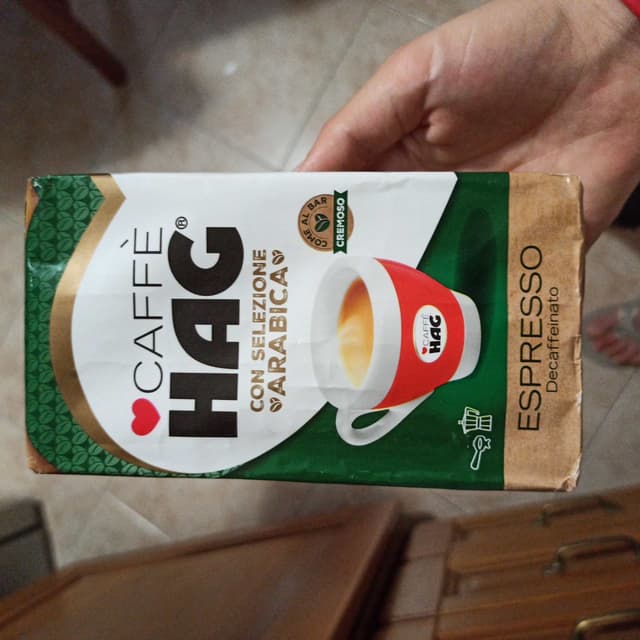 CAFFÈ
HAG®
CON SELEZIONE
ARABICA
COME AL BAR
CREMOSO
CAFFÈ
HAG
ESPRESSO
Decaffeinato